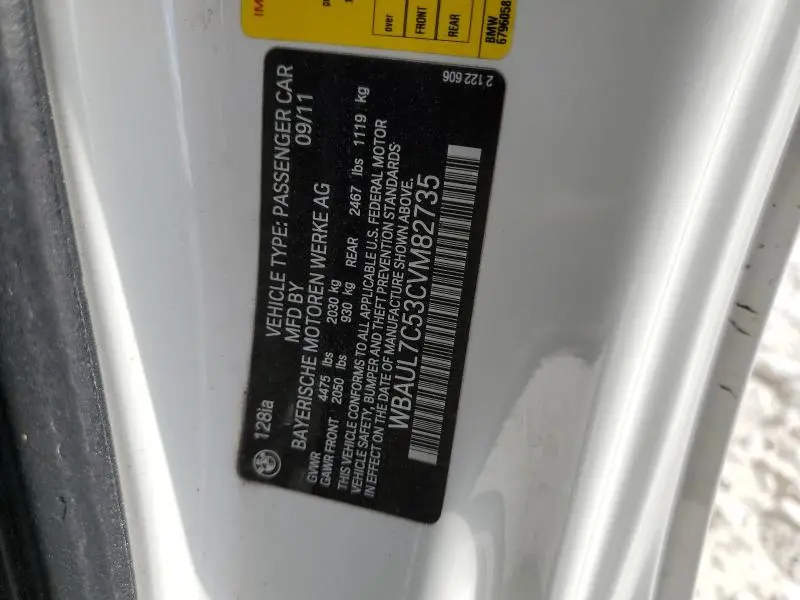 over
FRONT
REAR
BMW
6796058
2 122 606
128ia
VEHICLE TYPE: PASSENGER CAR
MFD BY 09/11
BAYERISCHE MOTOREN WERKE AG
GVWR 4475 lbs 2030 kg
GAWR FRONT 2050 lbs 930 kg REAR 2467 lbs 1119 kg
THIS VEHICLE CONFORMS TO ALL APPLICABLE U.S. FEDERAL MOTOR
VEHICLE SAFETY, BUMPER AND THEFT PREVENTION STANDARDS
IN EFFECT ON THE DATE OF MANUFACTURE SHOWN ABOVE.
WBAUL7C53CVM82735